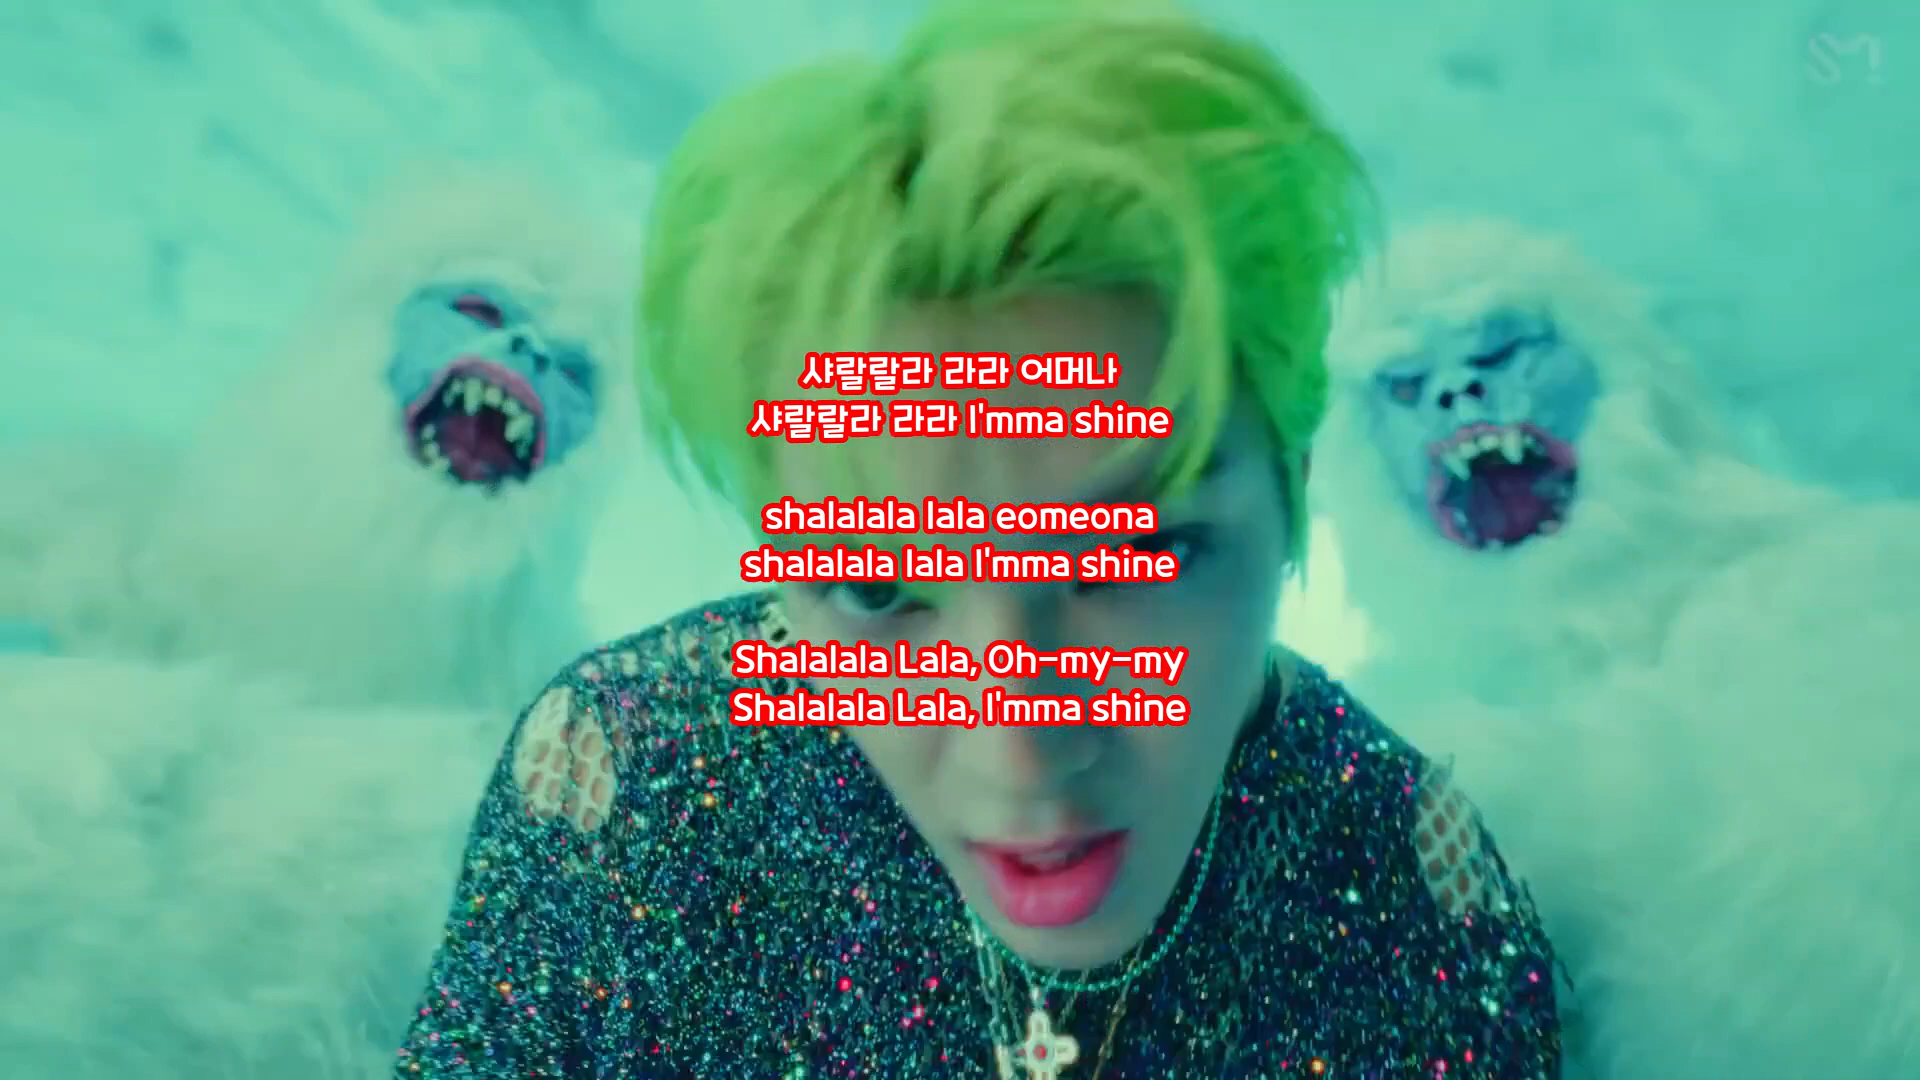 SM
샤랄랄라 라라 어머나
샤랄랄라 라라 I'mma shine
shalalala lala eomeona
shalalala lala I'mma shine
Shalalala Lala, Oh-my-my
Shalalala Lala, I'mma shine